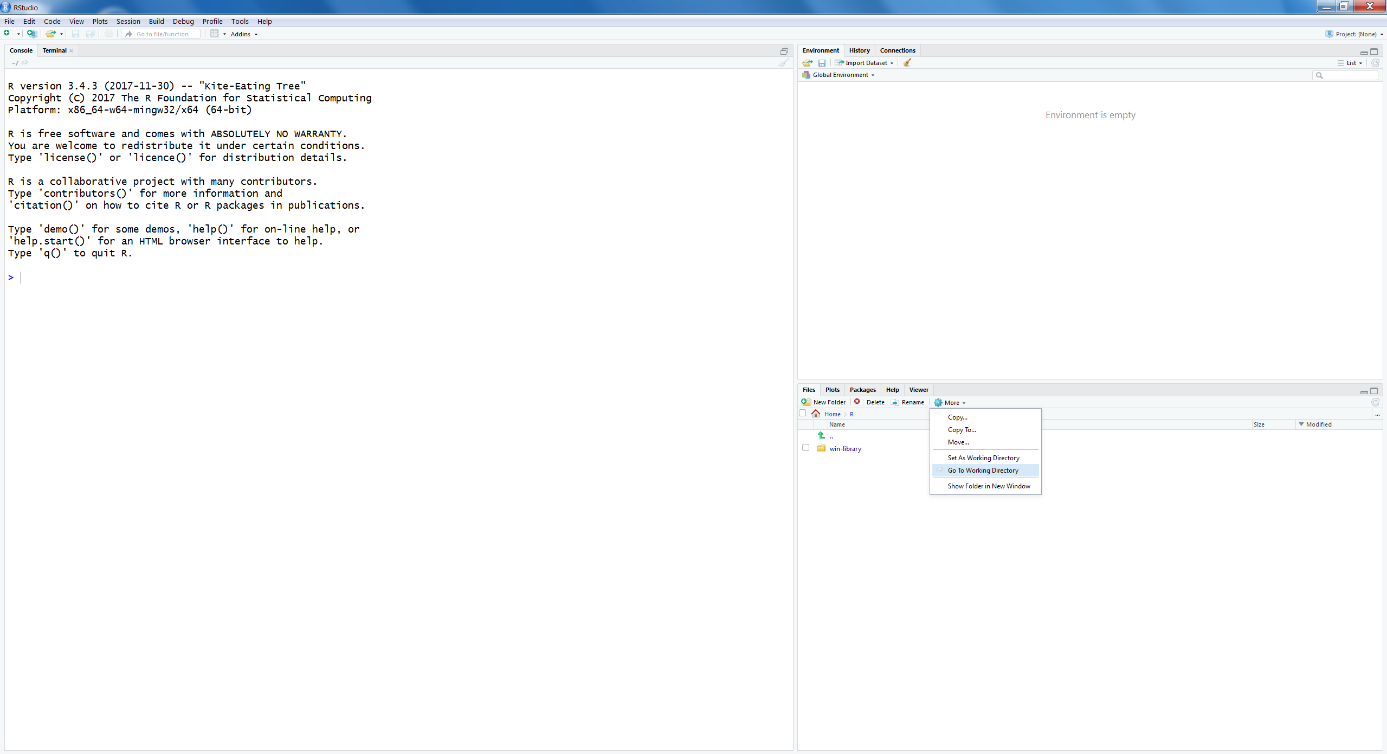 RStudio
File Edit Code View Plots Session Build Debug Profile Tools Help
Go to file/function Addins Project: (None)
Console Terminal
~/
R version 3.4.3 (2017-11-30) -- "Kite-Eating Tree"
Copyright (C) 2017 The R Foundation for Statistical Computing
Platform: x86_64-w64-mingw32/x64 (64-bit)
R is free software and comes with ABSOLUTELY NO WARRANTY.
You are welcome to redistribute it under certain conditions.
Type 'license()' or 'licence()' for distribution details.
R is a collaborative project with many contributors.
Type 'contributors()' for more information and
'citation()' on how to cite R or R packages in publications.
Type 'demo()' for some demos, 'help()' for on-line help, or
'help.start()' for an HTML browser interface to help.
Type 'q()' to quit R.
>
Environment History Connections
Import Dataset List
Global Environment
Environment is empty
Files Plots Packages Help Viewer
New Folder Delete Rename More
Home R ...
Name Size Modified
..
win-library
Copy...
Copy To...
Move...
Set As Working Directory
Go To Working Directory
Show Folder in New Window